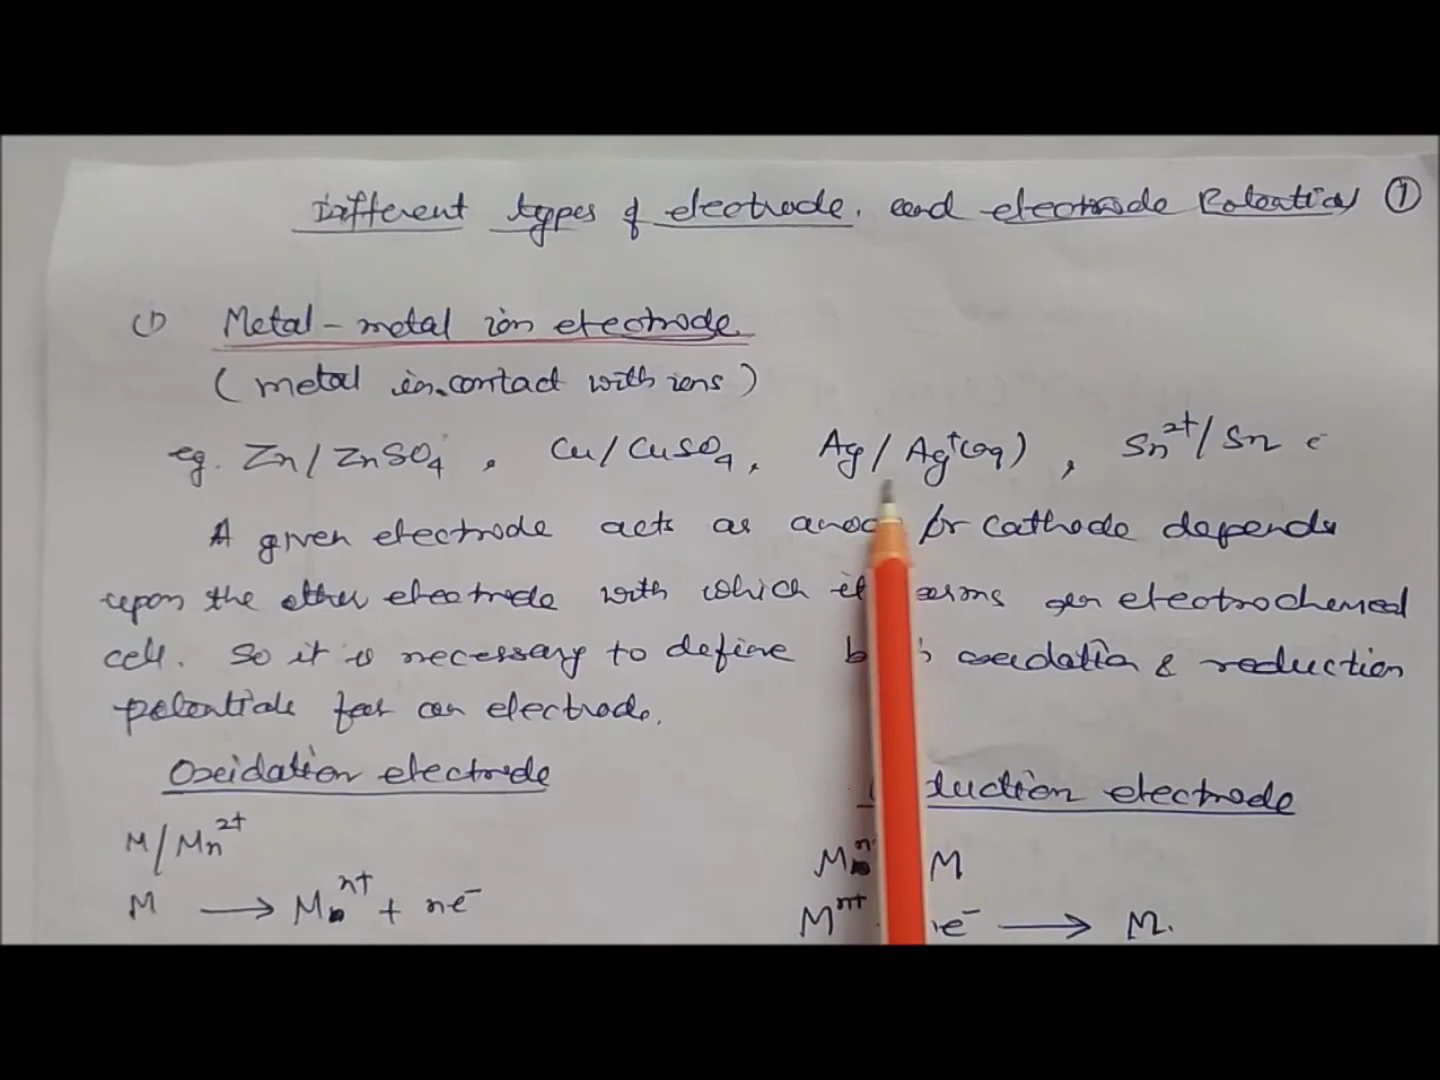 Different types of electrode. and electrode Potential ①
(1) Metal-metal ion electrode.
(metal in contact with ions)
eg. Zn/ZnSO₄, Cu/CuSO₄, Ag/Ag⁺(aq), Sn²⁺/Sn
A given electrode acts as or cathode depends
upon the other electrode with which it an electrochemical
cell. So it is necessary to define oxidation & reduction
potentials for an electrode.
Oxidation electrode
electrode
M/Mn²⁺
M
M → Mⁿ⁺ + ne⁻
Mⁿ⁺ e⁻ → M.